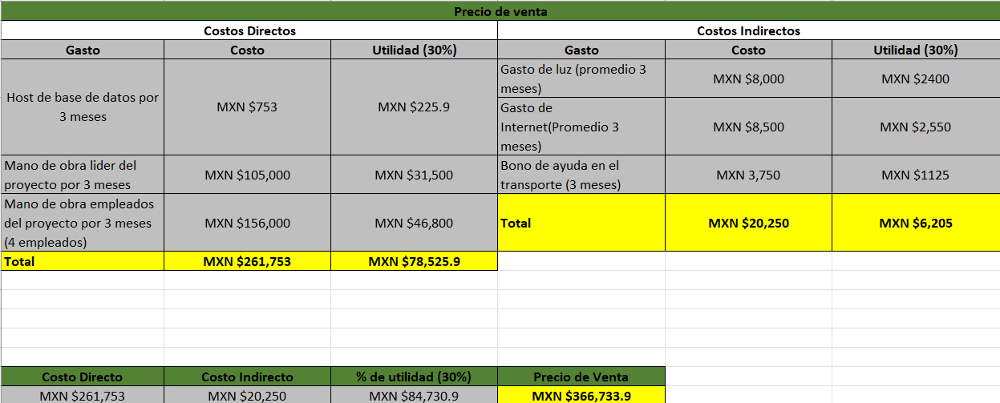 Precio de venta
Costos Directos
Costos Indirectos
Gasto
Costo
Utilidad (30%)
Gasto
Costo
Utilidad (30%)
Host de base de datos por
3 meses
MXN $753
MXN $225.9
Gasto de luz (promedio 3
meses)
MXN $8,000
MXN $2400
Gasto de
Internet(Promedio 3
meses)
MXN $8,500
MXN $2,550
Mano de obra lider del
proyecto por 3 meses
MXN $105,000
MXN $31,500
Bono de ayuda en el
transporte (3 meses)
MXN 3,750
MXN $1125
Mano de obra empleados
del proyecto por 3 meses
(4 empleados)
MXN $156,000
MXN $46,800
Total
MXN $20,250
MXN $6,205
Total
MXN $261,753
MXN $78,525.9
Costo Directo
Costo Indirecto
% de utilidad (30%)
Precio de Venta
MXN $261,753
MXN $20,250
MXN $84,730.9
MXN $366,733.9